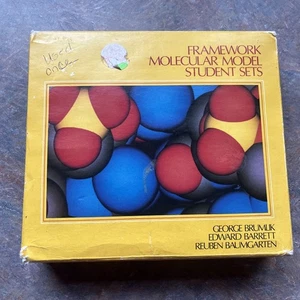 FRAMEWORK
MOLECULAR MODEL
STUDENT SETS
GEORGE BRUMLIK
EDWARD BARRETT
REUBEN BAUMGARTEN